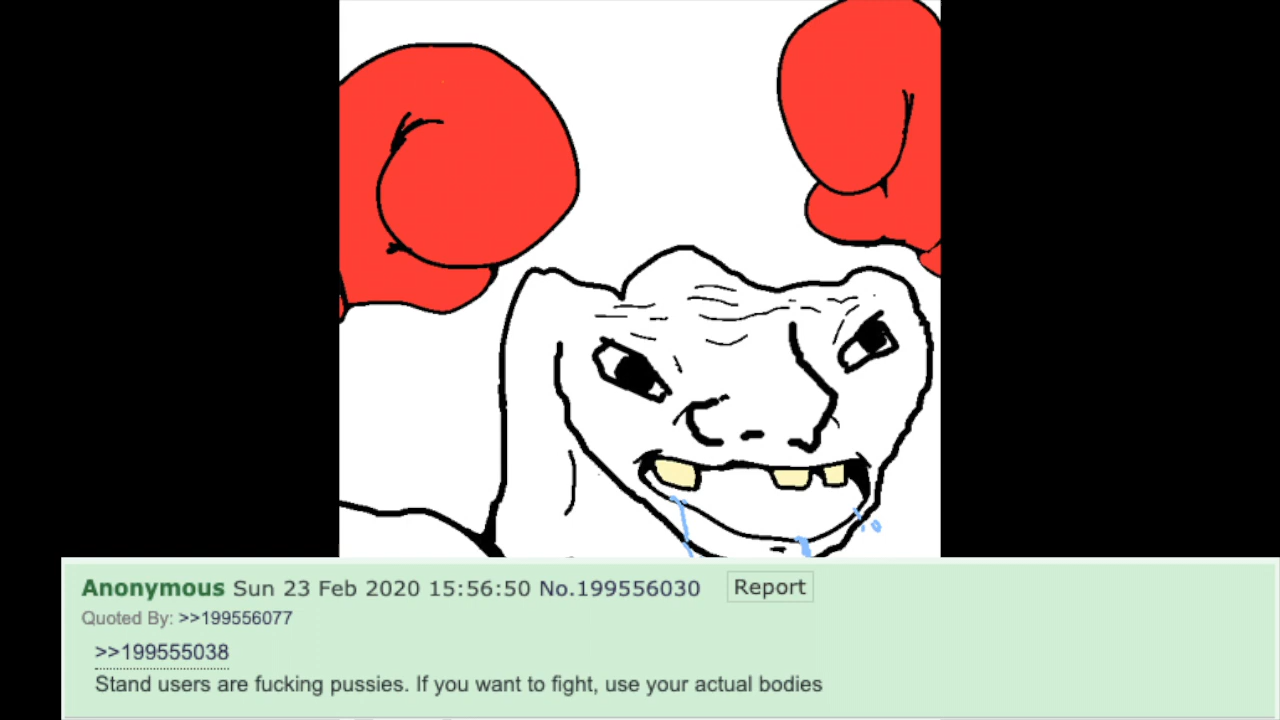 Anonymous Sun 23 Feb 2020 15:56:50 No.199556030 Report
Quoted By: >>199556077
>>199555038
Stand users are fucking pussies. If you want to fight, use your actual bodies